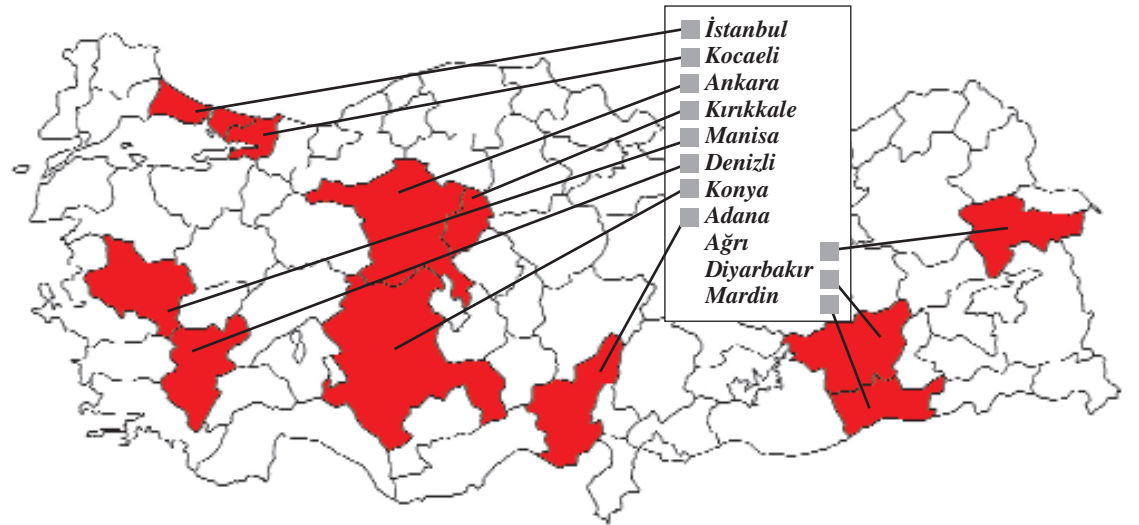 İstanbul
Kocaeli
Ankara
Kırıkkale
Manisa
Denizli
Konya
Adana
Ağrı
Diyarbakır
Mardin